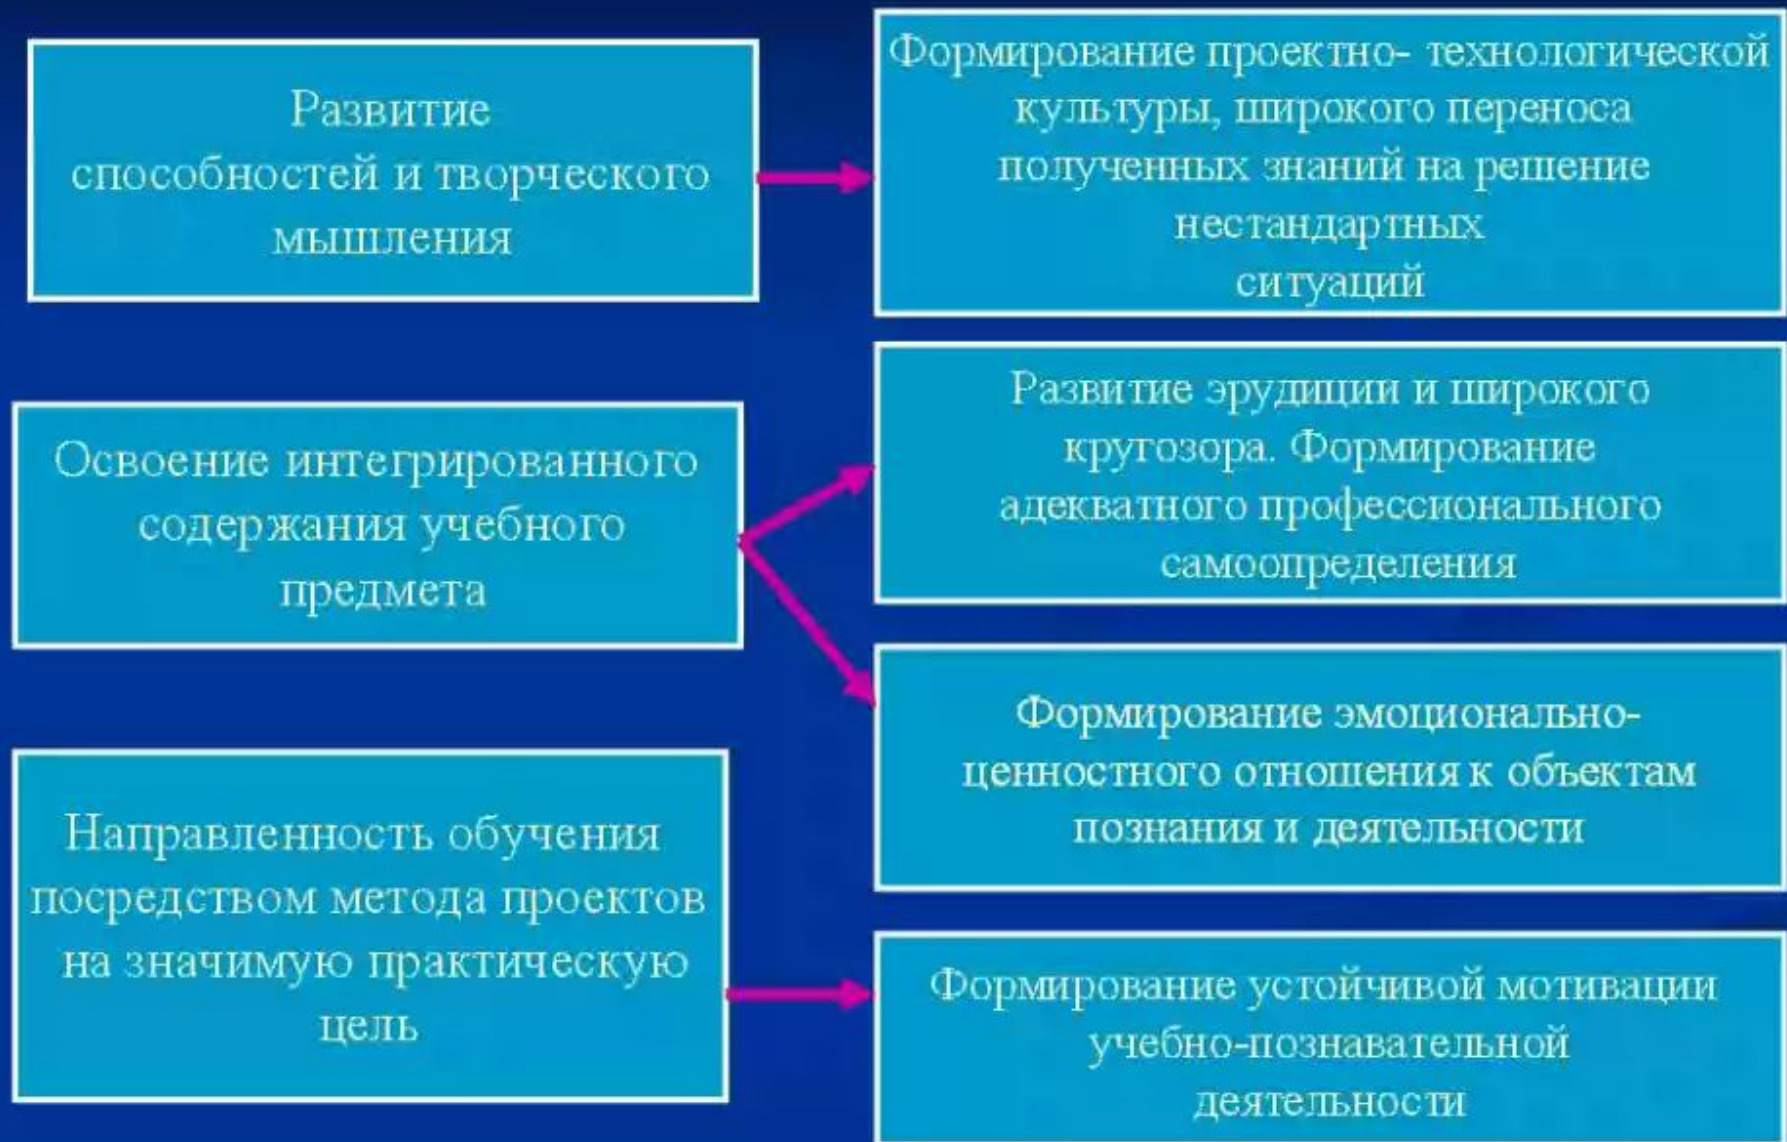 Развитие
способностей и творческого
мышления
Формирование проектно- технологической
культуры, широкого переноса
полученных знаний на решение
нестандартных
ситуаций
Освоение интегрированного
содержания учебного
предмета
Развитие эрудиции и широкого
кругозора. Формирование
адекватного профессионального
самоопределения
Формирование эмоционально-
ценностного отношения к объектам
познания и деятельности
Направленность обучения
посредством метода проектов
на значимую практическую
цель
Формирование устойчивой мотивации
учебно-познавательной
деятельности